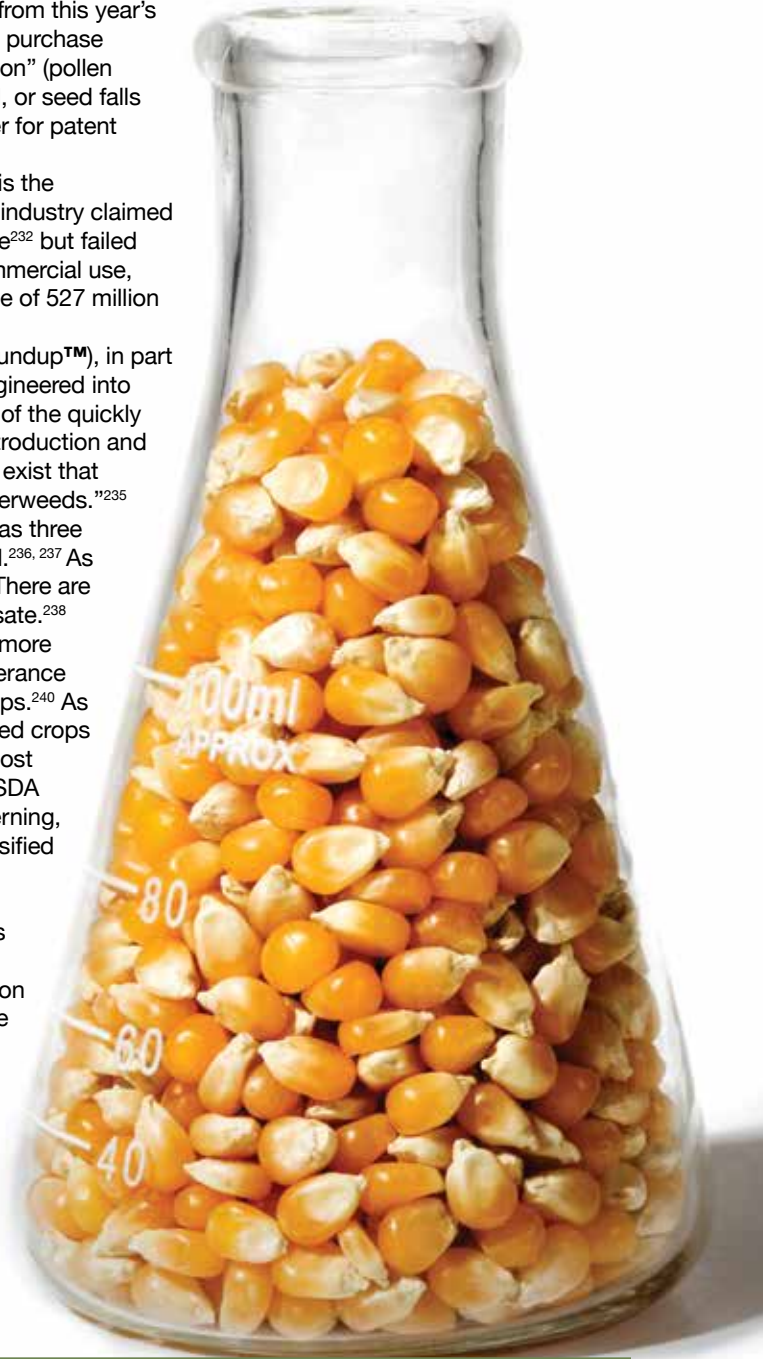 from this year’s
purchase
on” (pollen
, or seed falls
r for patent
is the
industry claimed
e²³² but failed
mmercial use,
e of 527 million
undup™), in part
gineered into
of the quickly
troduction and
exist that
erweeds.”²³⁵
as three
l.²³⁶, ²³⁷ As
There are
sate.²³⁸
more
erance
ps.²⁴⁰ As
ed crops
ost
SDA
erning,
sified
s
on
e
100ml
APPROX
80
60
40